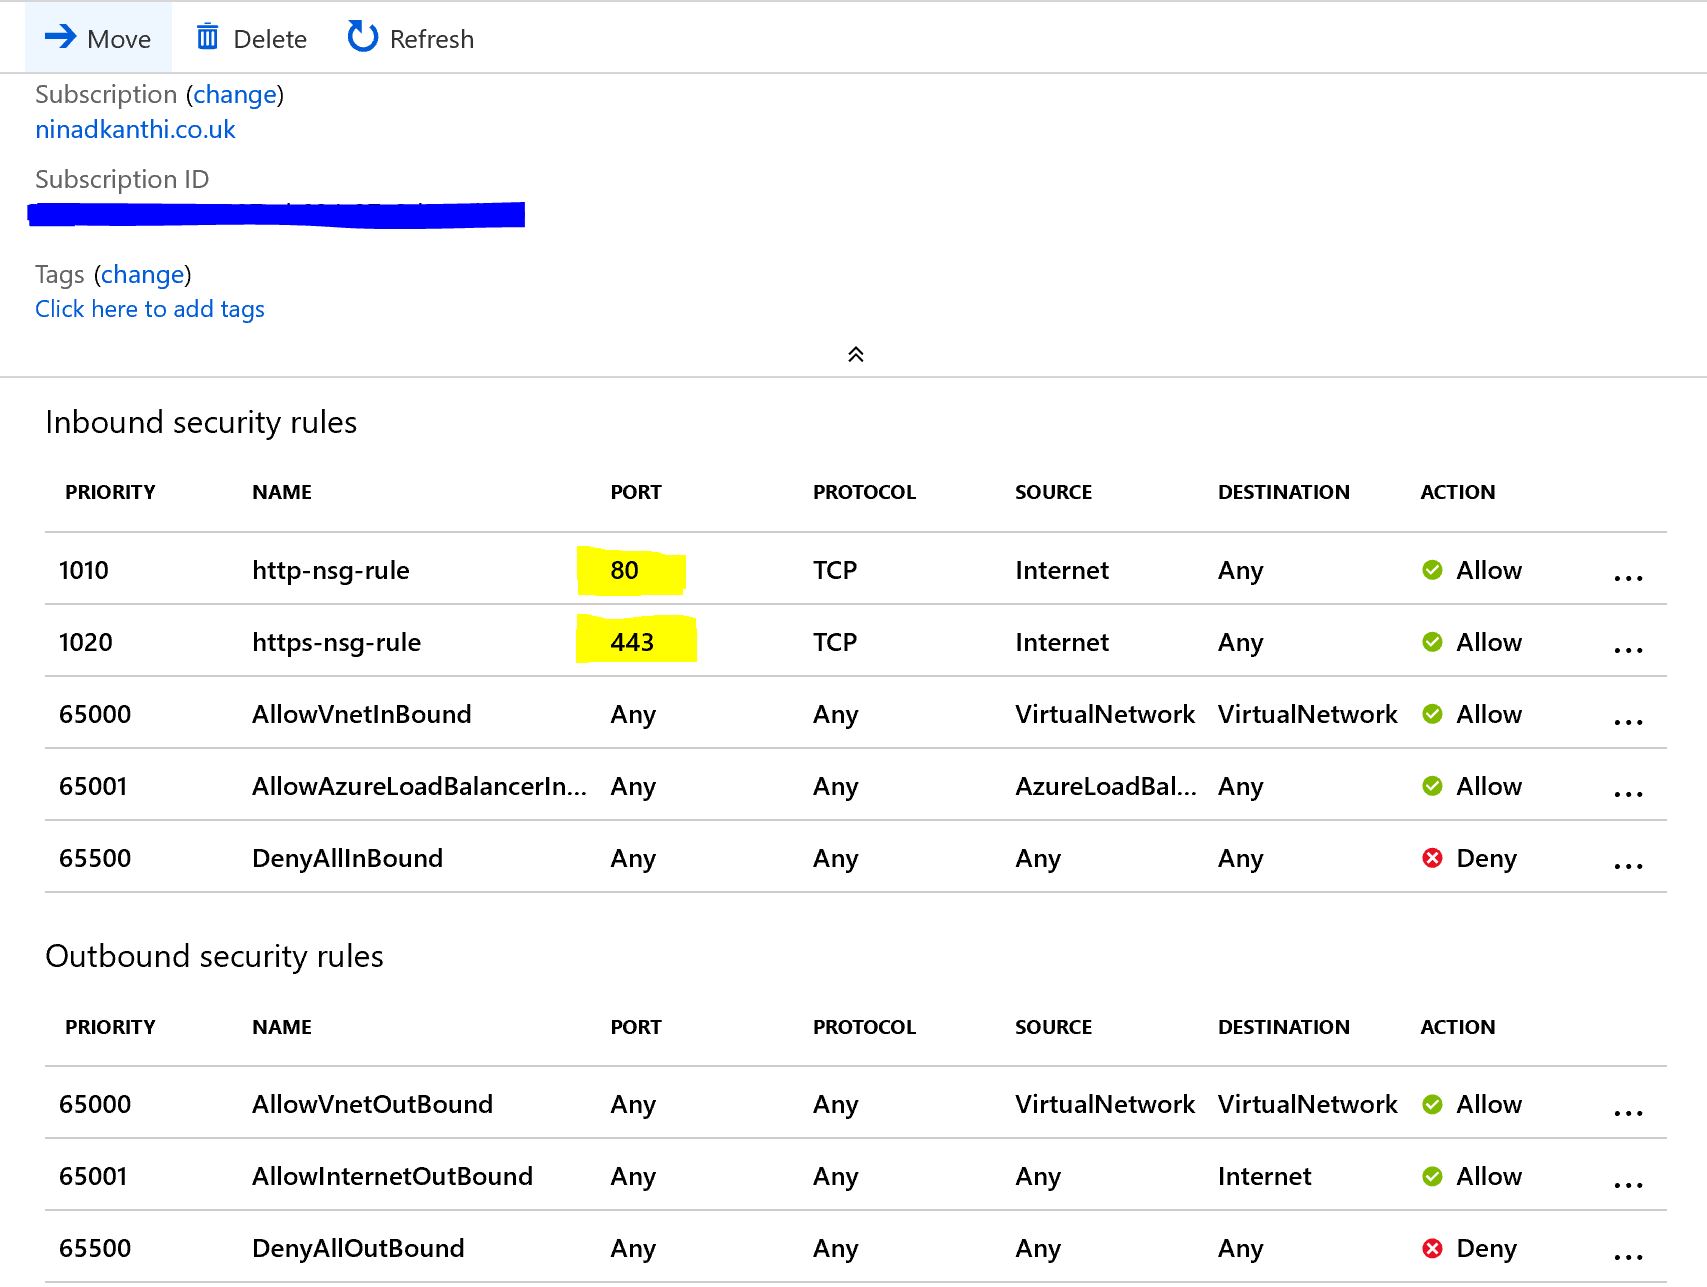 Move Delete Refresh
Subscription (change)
ninadkanthi.co.uk
Subscription ID
Tags (change)
Click here to add tags
Inbound security rules
PRIORITY NAME PORT PROTOCOL SOURCE DESTINATION ACTION
1010 http-nsg-rule 80 TCP Internet Any Allow ...
1020 https-nsg-rule 443 TCP Internet Any Allow ...
65000 AllowVnetInBound Any Any VirtualNetwork VirtualNetwork Allow ...
65001 AllowAzureLoadBalancerIn... Any Any AzureLoadBal... Any Allow ...
65500 DenyAllInBound Any Any Any Any Deny ...
Outbound security rules
PRIORITY NAME PORT PROTOCOL SOURCE DESTINATION ACTION
65000 AllowVnetOutBound Any Any VirtualNetwork VirtualNetwork Allow ...
65001 AllowInternetOutBound Any Any Any Internet Allow ...
65500 DenyAllOutBound Any Any Any Any Deny ...